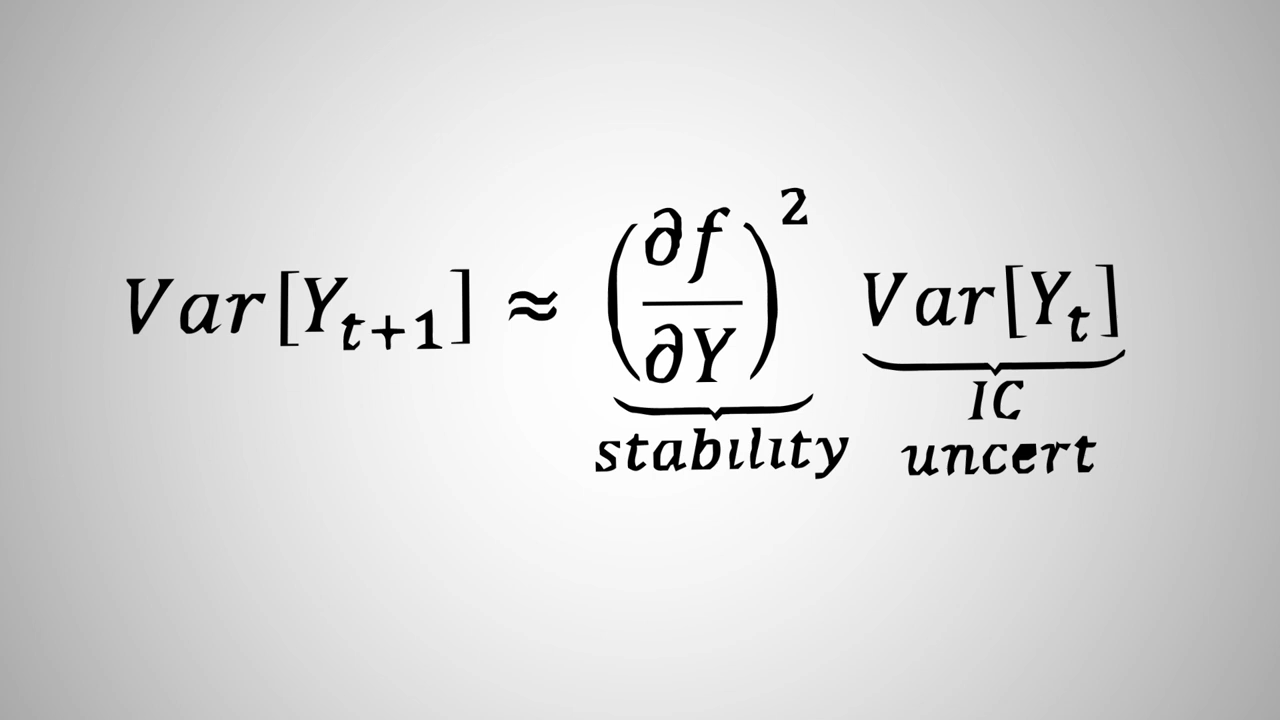 Var[Y_{t+1}] ≈ (∂f/∂Y)^2 Var[Y_t]
stability
IC
uncert